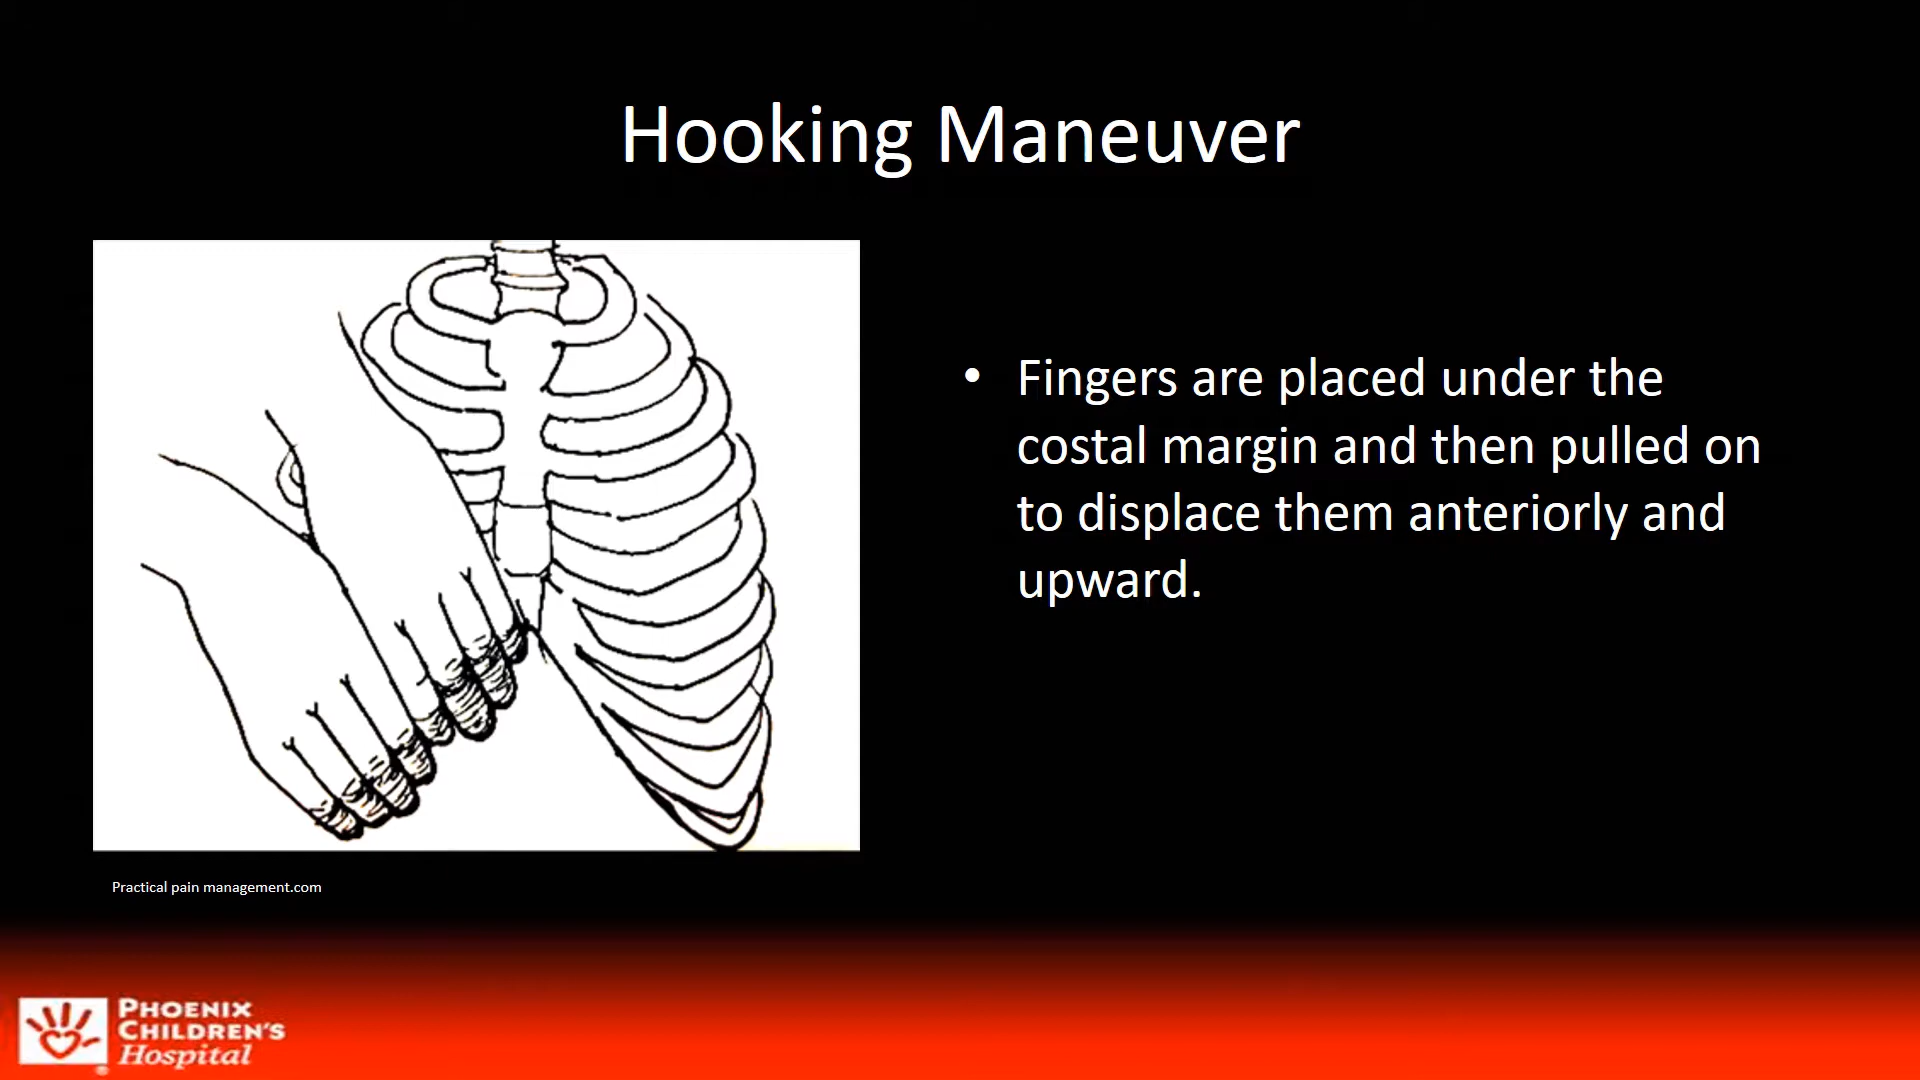 Hooking Maneuver
• Fingers are placed under the
costal margin and then pulled on
to displace them anteriorly and
upward.
Practical pain management.com
PHOENIX
CHILDREN'S
Hospital
®